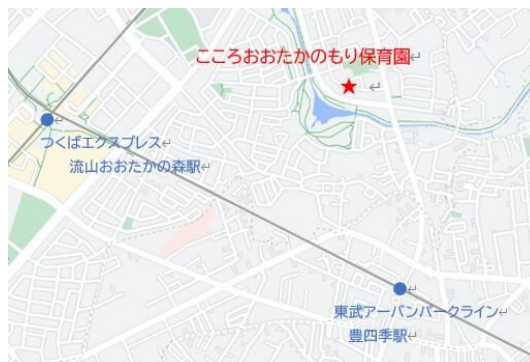 こころおおたかのもり保育園↵
★ ↵
↵
つくばエクスプレス↵
流山おおたかの森駅↵
↵
東武アーバンパークライン↵
豊四季駅↵